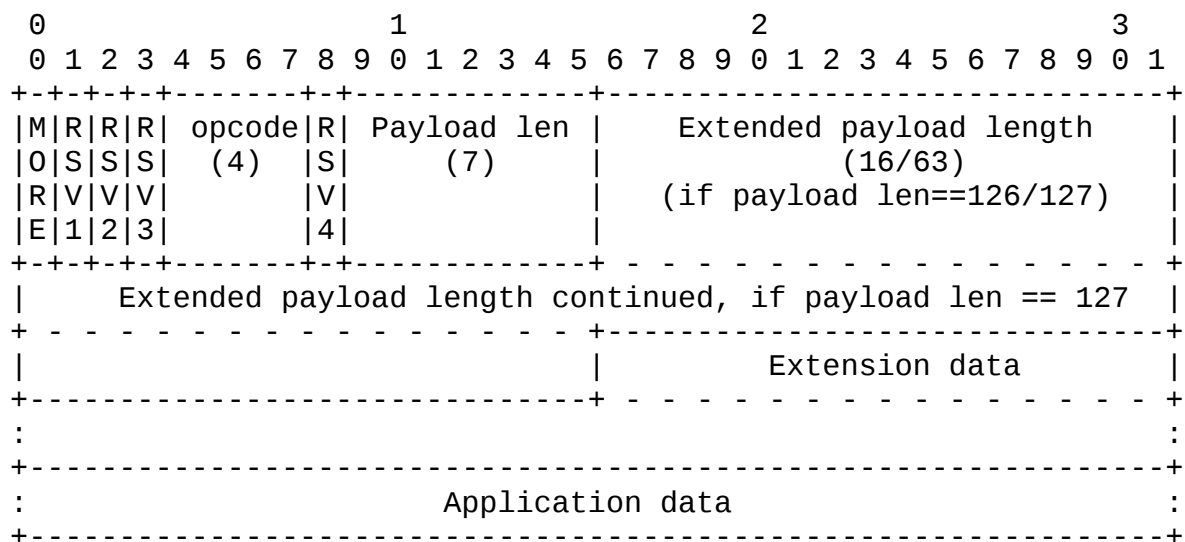 0                   1                   2                   3
 0 1 2 3 4 5 6 7 8 9 0 1 2 3 4 5 6 7 8 9 0 1 2 3 4 5 6 7 8 9 0 1
+-+-+-+-+-------+-+-------------+-------------------------------+
|M|R|R|R| opcode|R| Payload len |    Extended payload length    |
|O|S|S|S|  (4)  |S|     (7)     |             (16/63)           |
|R|V|V|V|       |V|             |   (if payload len==126/127)   |
|E|1|2|3|       |4|             |                               |
+-+-+-+-+-------+-+-------------+ - - - - - - - - - - - - - - - +
|     Extended payload length continued, if payload len == 127  |
+ - - - - - - - - - - - - - - - +-------------------------------+
|                               |         Extension data        |
+-------------------------------+ - - - - - - - - - - - - - - - +
:                                                               :
+---------------------------------------------------------------+
:                       Application data                        :
+---------------------------------------------------------------+